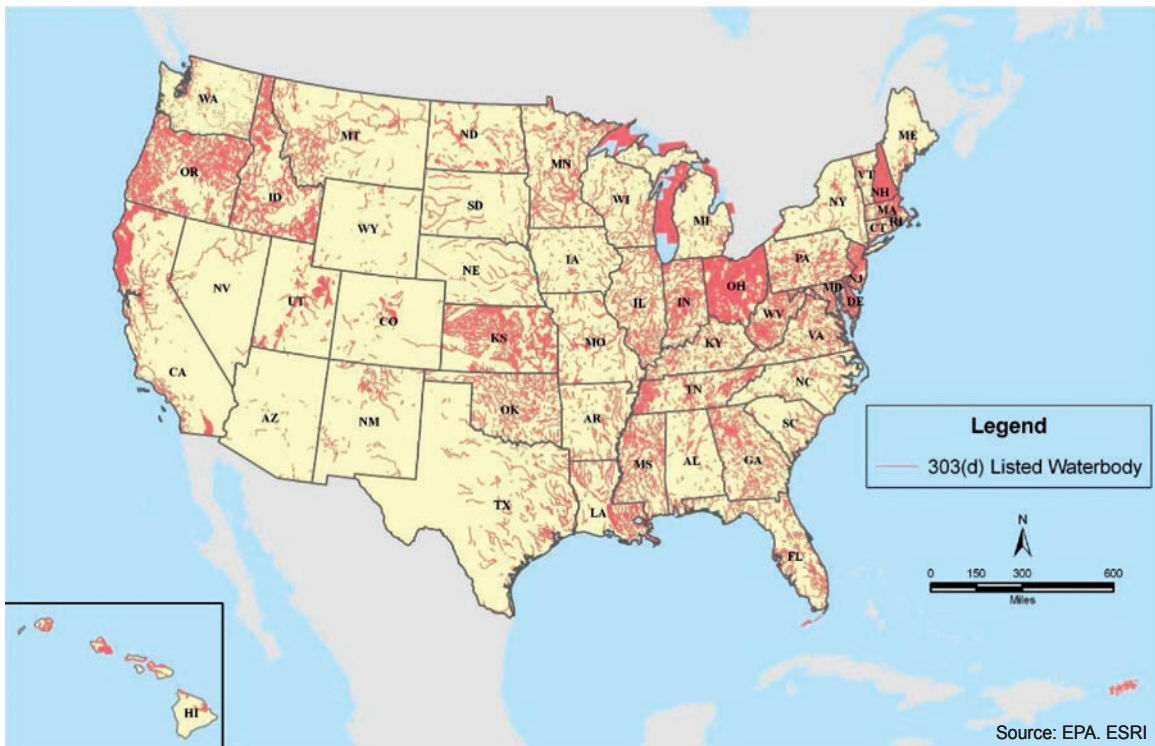 WA
MT
ND
MN
ME
OR
ID
SD
WI
VT
NH
NY
MA
RI
CT
MI
WY
IA
PA
NJ
NE
NV
UT
CO
IL
IN
OH
MD
DE
WV
VA
KS
MO
KY
CA
NC
TN
OK
AZ
NM
AR
SC
MS
AL
GA
TX
LA
FL
HI
Legend
303(d) Listed Waterbody
N
0 150 300 600
Miles
Source: EPA. ESRI